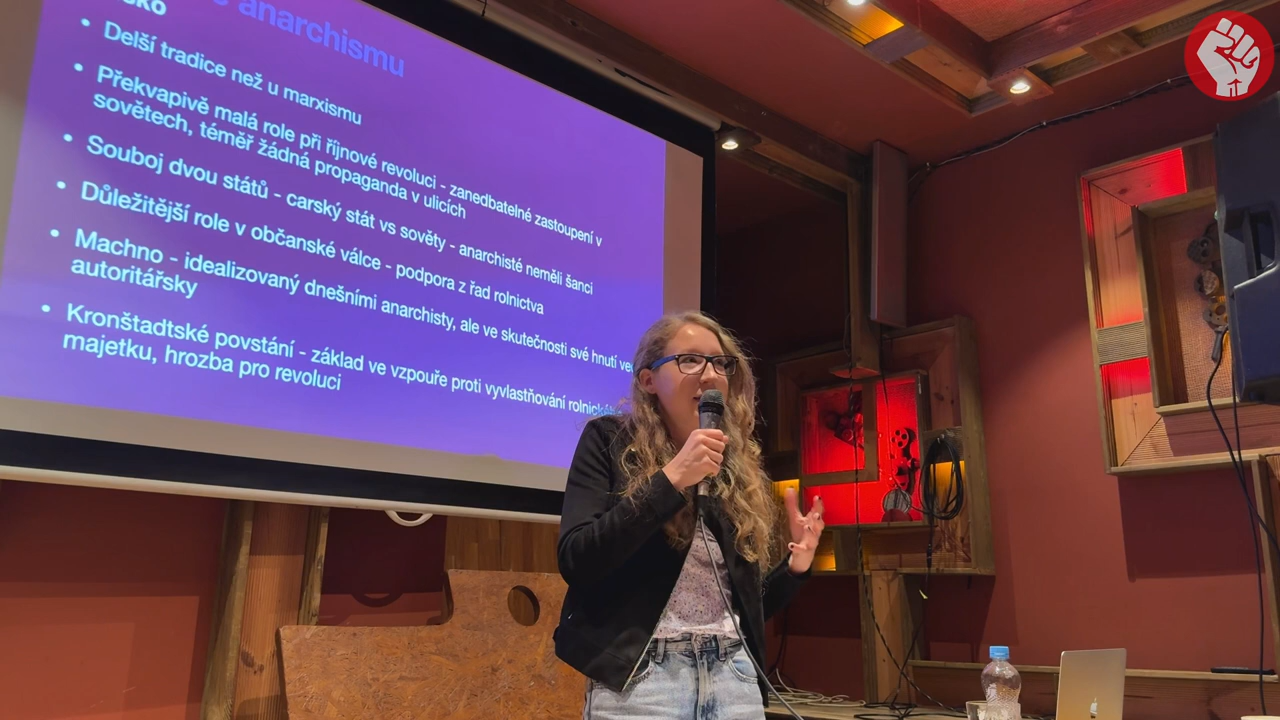 sko
anarchismu
• Delší tradice než u marxismu
• Překvapivě malá role při říjnové revoluci - zanedbatelné zastoupení v
sovětech, téměř žádná propaganda v ulicích
• Souboj dvou států - carský stát vs sověty - anarchisté neměli šanci
• Důležitější role v občanské válce - podpora z řad rolnictva
• Machno - idealizovaný dnešními anarchisty, ale ve skutečnosti své hnutí
autoritářsky
• Kronštadtské povstání - základ ve vzpouře proti vyvlastňování
majetku, hrozba pro revoluci